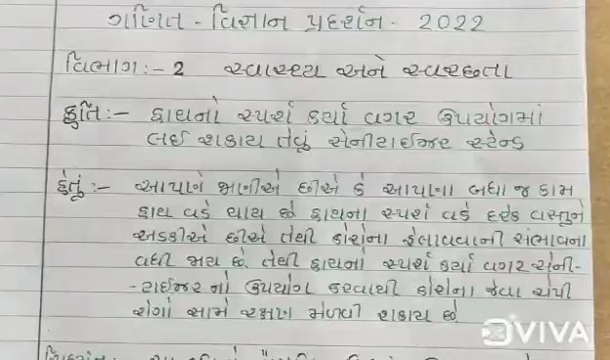 ગણિત - વિજ્ઞાન પ્રદર્શન - 2022
વિભાગ :- 2 સ્વાસ્થ્ય અને સ્વચ્છતા
કૃતિ :- હાથનો સ્પર્શ કર્યા વગર ઉપયોગમાં
લઈ શકાય તેવું સેનીટાઈઝર સ્ટેન્ડ
હેતું :- આપણે જાણીએ છીએ કે આપણા બધા જ કામ
હાથ વડે થાય છે હાથના સ્પર્શ વડે દરેક વસ્તુને
અડકીએ છીએ તેથી કોરોના ફેલાવવાની સંભાવના
વધી જાય છે. તેથી હાથનો સ્પર્શ કર્યા વગર સેની-
-ટાઈઝર નો ઉપયોગ કરવાથી કોરોના જેવા ચેપી
રોગો સામે રક્ષણ મેળવી શકાય છે
VIVA